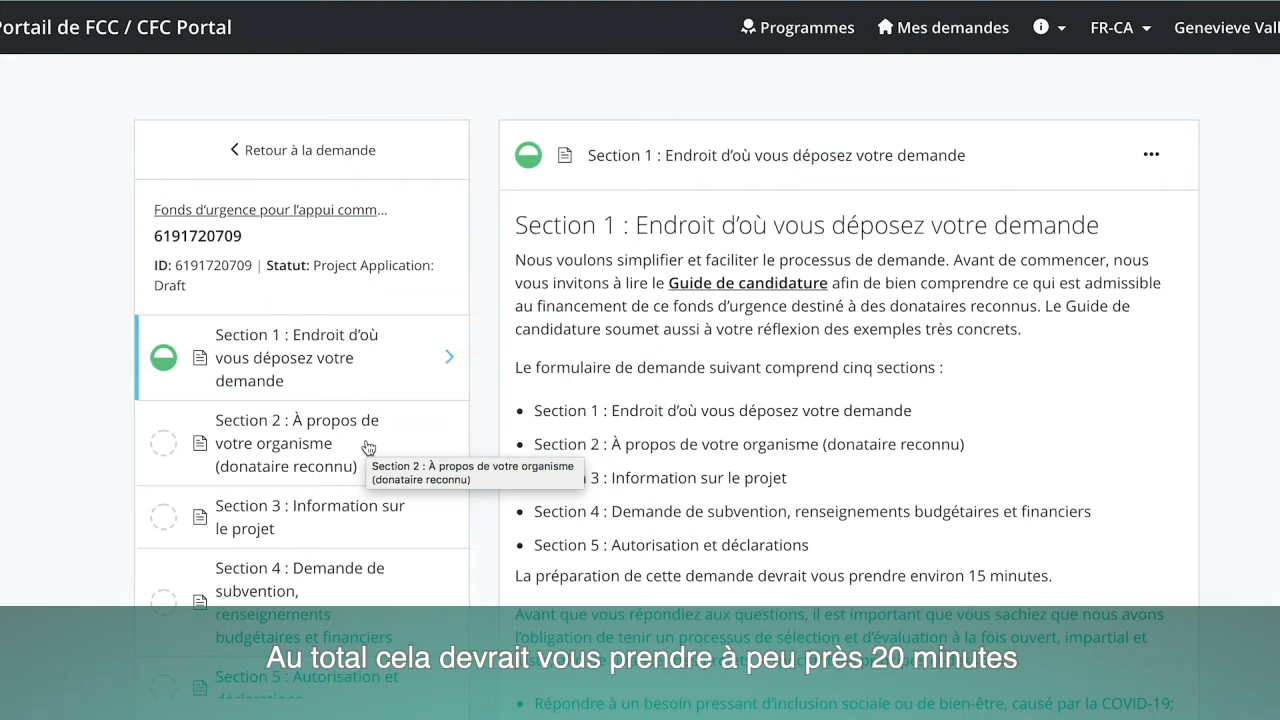 Portail de FCC / CFC Portal
Programmes
Mes demandes
FR-CA
Genevieve Vall
Retour à la demande
Fonds d’urgence pour l’appui comm...
6191720709
ID: 6191720709 | Statut: Project Application:
Draft
Section 1 : Endroit d’où
vous déposez votre
demande
Section 2 : À propos de
votre organisme
(donataire reconnu)
Section 2 : À propos de votre organisme
(donataire reconnu)
Section 3 : Information sur
le projet
Section 4 : Demande de
subvention,
renseignements
budgétaires et financiers
Section 5 : Autorisation et
déclarations
Section 1 : Endroit d’où vous déposez votre demande
Section 1 : Endroit d’où vous déposez votre demande
Nous voulons simplifier et faciliter le processus de demande. Avant de commencer, nous
vous invitons à lire le Guide de candidature afin de bien comprendre ce qui est admissible
au financement de ce fonds d’urgence destiné à des donataires reconnus. Le Guide de
candidature soumet aussi à votre réflexion des exemples très concrets.
Le formulaire de demande suivant comprend cinq sections :
• Section 1 : Endroit d’où vous déposez votre demande
• Section 2 : À propos de votre organisme (donataire reconnu)
3 : Information sur le projet
• Section 4 : Demande de subvention, renseignements budgétaires et financiers
• Section 5 : Autorisation et déclarations
La préparation de cette demande devrait vous prendre environ 15 minutes.
Avant que vous répondiez aux questions, il est important que vous sachiez que nous avons
l’obligation de tenir un processus de sélection et d’évaluation à la fois ouvert, impartial et
• Répondre à un besoin pressant d’inclusion sociale ou de bien-être, causé par la COVID-19;
Au total cela devrait vous prendre à peu près 20 minutes